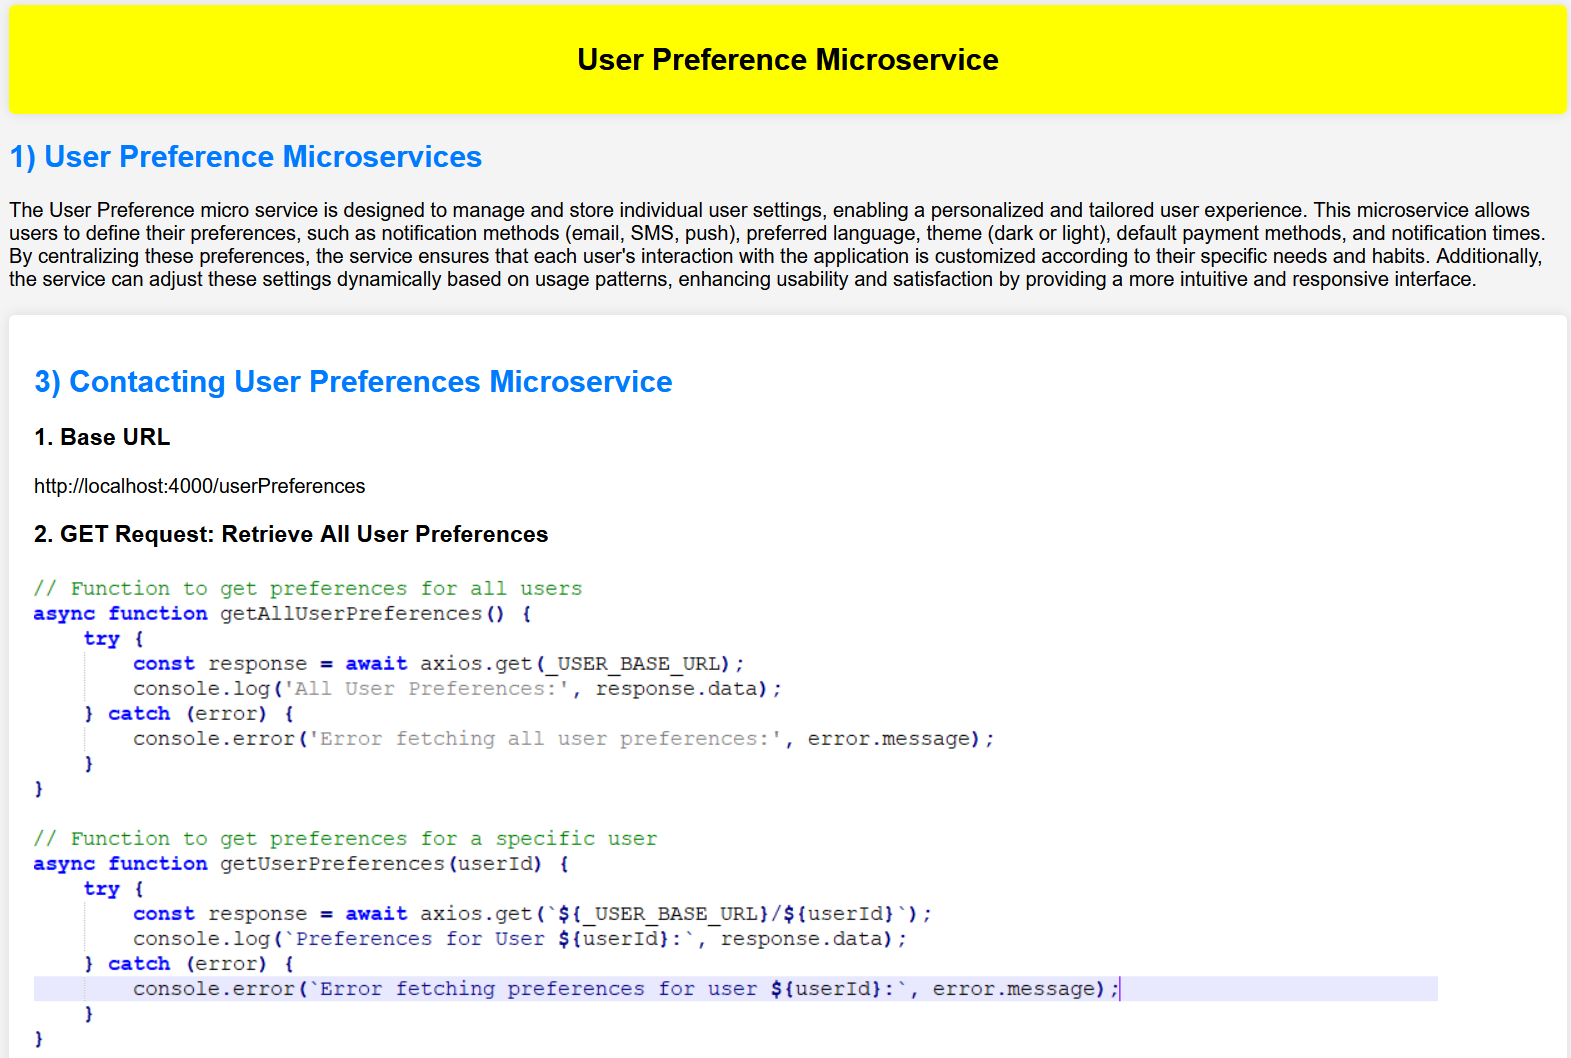 User Preference Microservice
1) User Preference Microservices
The User Preference micro service is designed to manage and store individual user settings, enabling a personalized and tailored user experience. This microservice allows
users to define their preferences, such as notification methods (email, SMS, push), preferred language, theme (dark or light), default payment methods, and notification times.
By centralizing these preferences, the service ensures that each user's interaction with the application is customized according to their specific needs and habits. Additionally,
the service can adjust these settings dynamically based on usage patterns, enhancing usability and satisfaction by providing a more intuitive and responsive interface.
3) Contacting User Preferences Microservice
1. Base URL
http://localhost:4000/userPreferences
2. GET Request: Retrieve All User Preferences
// Function to get preferences for all users
async function getAllUserPreferences() {
    try {
        const response = await axios.get(_USER_BASE_URL);
        console.log('All User Preferences:', response.data);
    } catch (error) {
        console.error('Error fetching all user preferences:', error.message);
    }
}
// Function to get preferences for a specific user
async function getUserPreferences(userId) {
    try {
        const response = await axios.get(`${_USER_BASE_URL}/${userId}`);
        console.log(`Preferences for User ${userId}:`, response.data);
    } catch (error) {
        console.error(`Error fetching preferences for user ${userId}:`, error.message);
    }
}